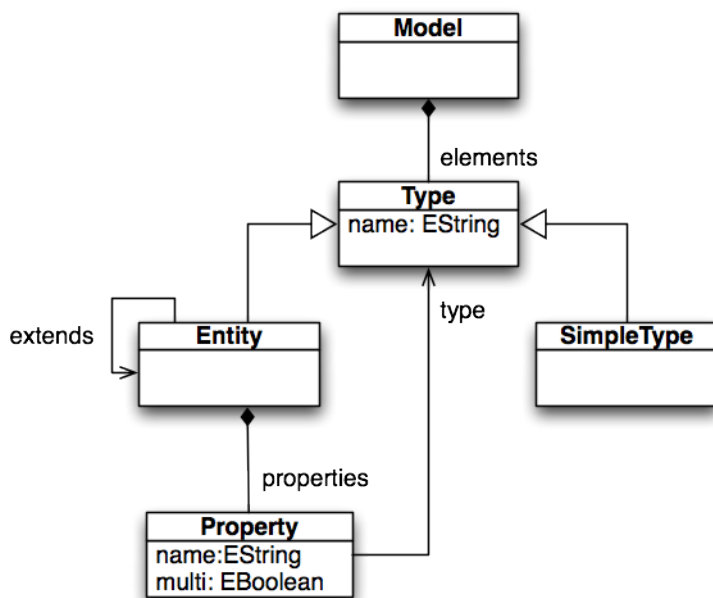 Model
elements
Type
name: EString
type
extends
Entity
SimpleType
properties
Property
name:EString
multi: EBoolean